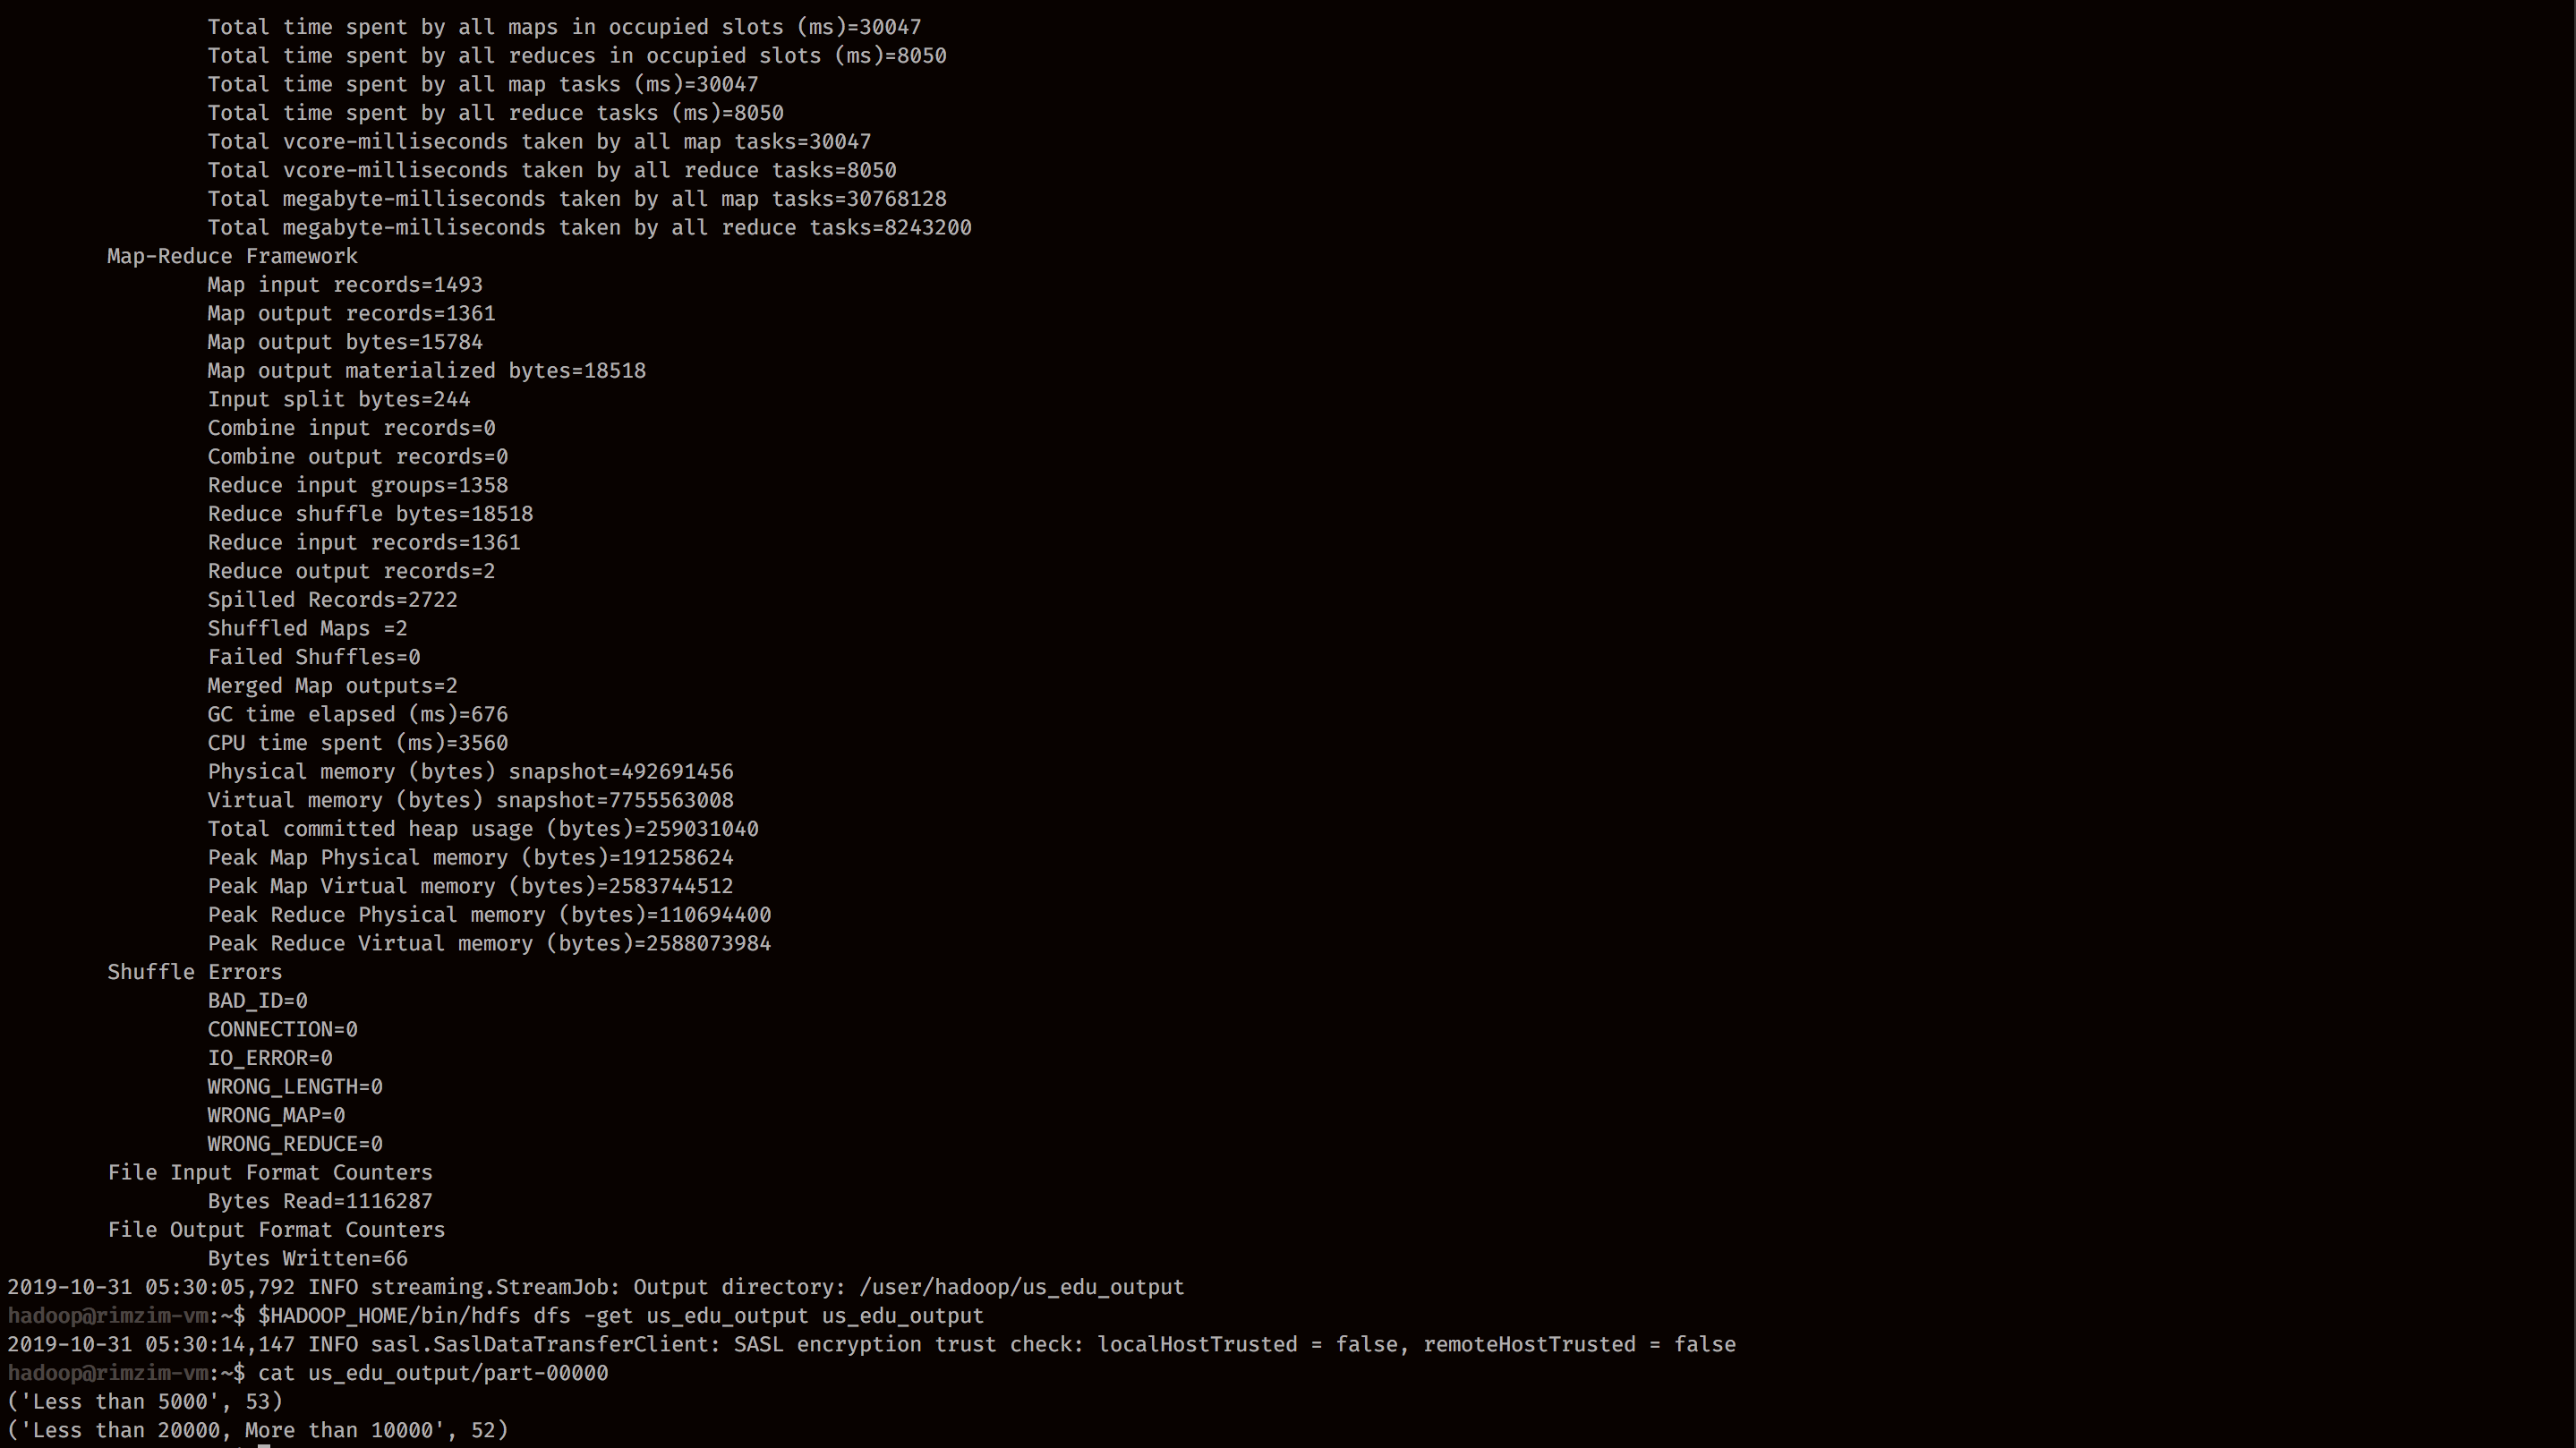 Total time spent by all maps in occupied slots (ms)=30047
Total time spent by all reduces in occupied slots (ms)=8050
Total time spent by all map tasks (ms)=30047
Total time spent by all reduce tasks (ms)=8050
Total vcore-milliseconds taken by all map tasks=30047
Total vcore-milliseconds taken by all reduce tasks=8050
Total megabyte-milliseconds taken by all map tasks=30768128
Total megabyte-milliseconds taken by all reduce tasks=8243200
Map-Reduce Framework
Map input records=1493
Map output records=1361
Map output bytes=15784
Map output materialized bytes=18518
Input split bytes=244
Combine input records=0
Combine output records=0
Reduce input groups=1358
Reduce shuffle bytes=18518
Reduce input records=1361
Reduce output records=2
Spilled Records=2722
Shuffled Maps =2
Failed Shuffles=0
Merged Map outputs=2
GC time elapsed (ms)=676
CPU time spent (ms)=3560
Physical memory (bytes) snapshot=492691456
Virtual memory (bytes) snapshot=7755563008
Total committed heap usage (bytes)=259031040
Peak Map Physical memory (bytes)=191258624
Peak Map Virtual memory (bytes)=2583744512
Peak Reduce Physical memory (bytes)=110694400
Peak Reduce Virtual memory (bytes)=2588073984
Shuffle Errors
BAD_ID=0
CONNECTION=0
IO_ERROR=0
WRONG_LENGTH=0
WRONG_MAP=0
WRONG_REDUCE=0
File Input Format Counters
Bytes Read=1116287
File Output Format Counters
Bytes Written=66
2019-10-31 05:30:05,792 INFO streaming.StreamJob: Output directory: /user/hadoop/us_edu_output
hadoop@rimzim-vm:~$ $HADOOP_HOME/bin/hdfs dfs -get us_edu_output us_edu_output
2019-10-31 05:30:14,147 INFO sasl.SaslDataTransferClient: SASL encryption trust check: localHostTrusted = false, remoteHostTrusted = false
hadoop@rimzim-vm:~$ cat us_edu_output/part-00000
('Less than 5000', 53)
('Less than 20000, More than 10000', 52)